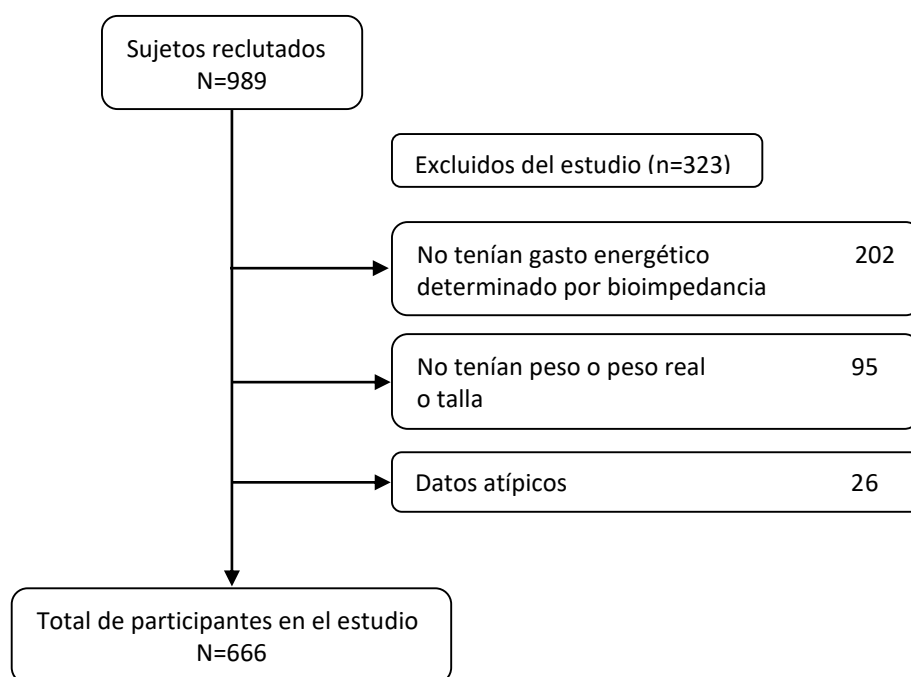 Sujetos reclutados
N=989
Excluidos del estudio (n=323)
No tenían gasto energético 202
determinado por bioimpedancia
No tenían peso o peso real 95
o talla
Datos atípicos 26
Total de participantes en el estudio
N=666